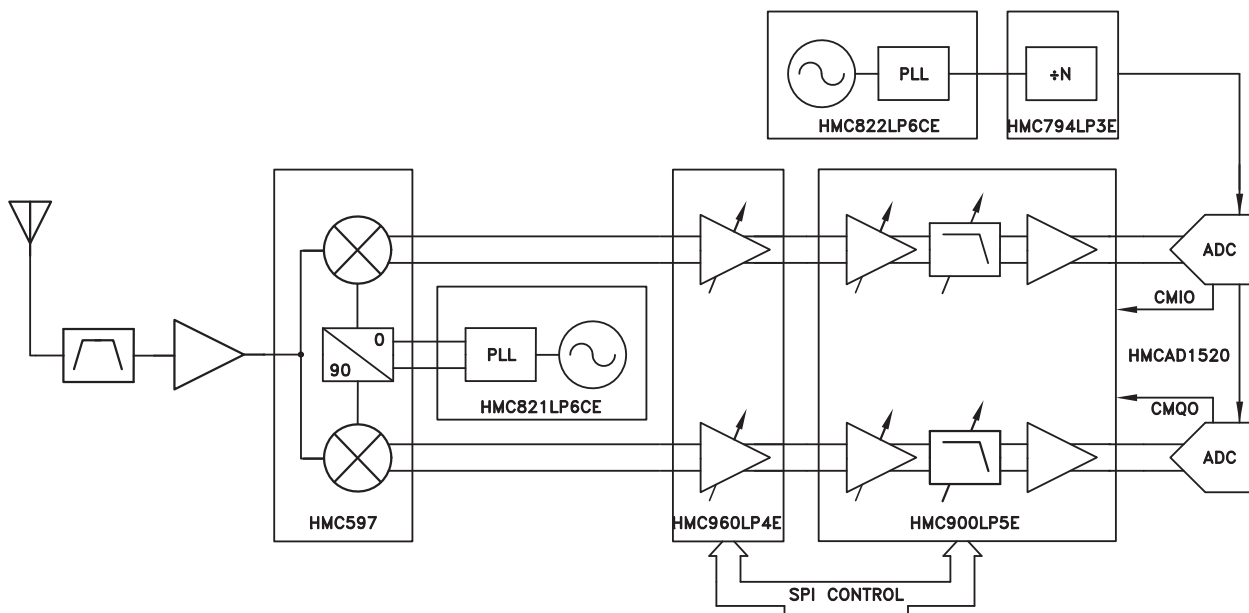 PLL
÷N
HMC822LP6CE
HMC794LP3E
ADC
CMIO
0
90
PLL
HMC821LP6CE
HMCAD1520
CMQO
ADC
HMC597
HMC960LP4E
HMC900LP5E
SPI CONTROL